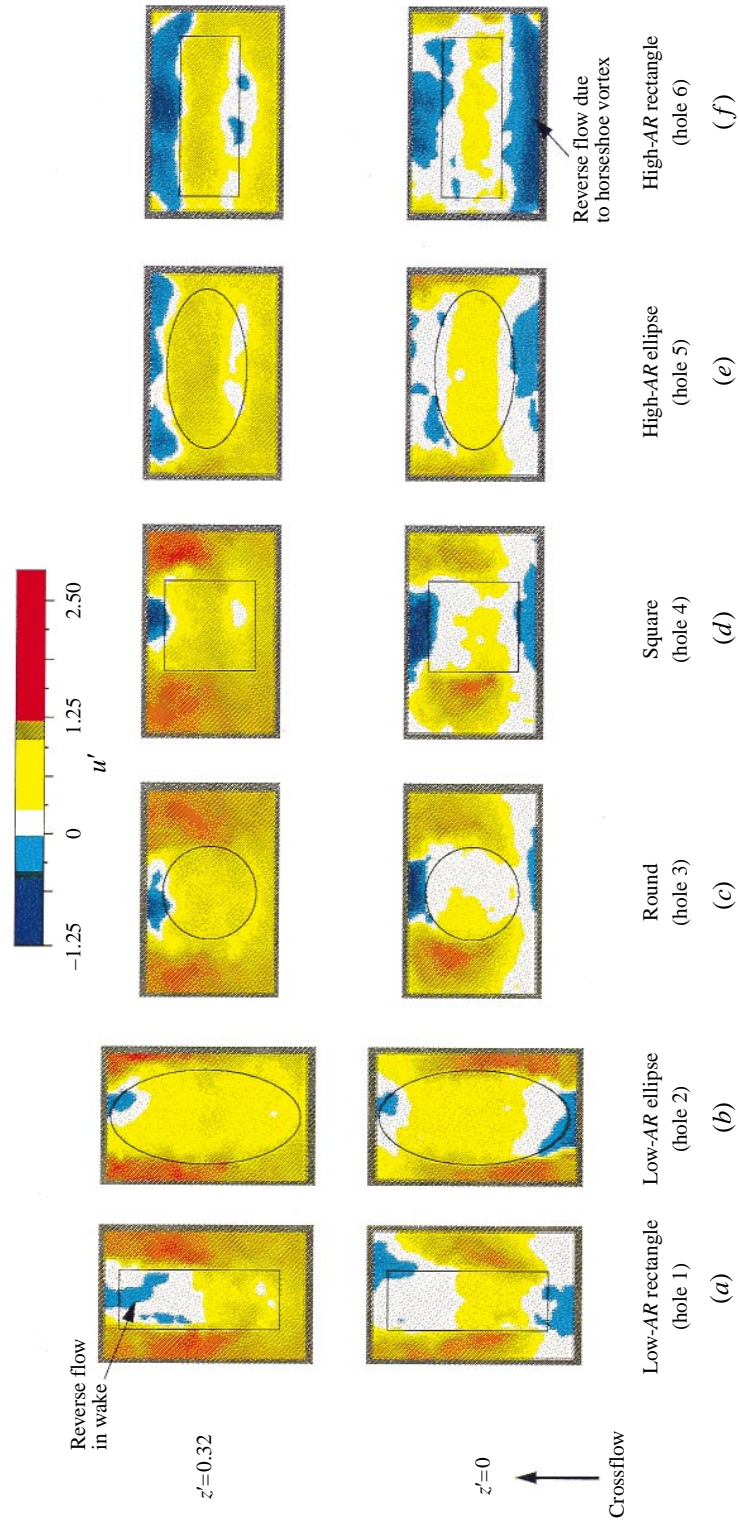 −1.25
0
1.25
2.50
u′
Reverse flow
in wake
z′=0.32
z′=0
Crossflow
Reverse flow due
to horseshoe vortex
Low-AR rectangle
(hole 1)
(a)
Low-AR ellipse
(hole 2)
(b)
Round
(hole 3)
(c)
Square
(hole 4)
(d)
High-AR ellipse
(hole 5)
(e)
High-AR rectangle
(hole 6)
(f)